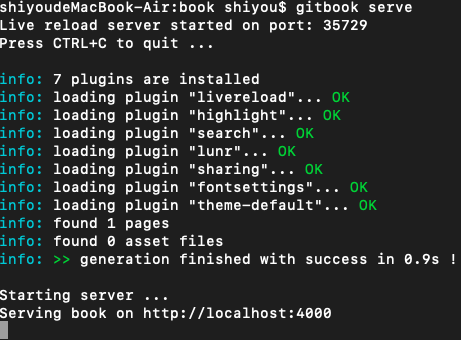 shiyoudeMacBook-Air:book shiyou$ gitbook serve
Live reload server started on port: 35729
Press CTRL+C to quit ...
info: 7 plugins are installed
info: loading plugin "livereload"... OK
info: loading plugin "highlight"... OK
info: loading plugin "search"... OK
info: loading plugin "lunr"... OK
info: loading plugin "sharing"... OK
info: loading plugin "fontsettings"... OK
info: loading plugin "theme-default"... OK
info: found 1 pages
info: found 0 asset files
info: >> generation finished with success in 0.9s !
Starting server ...
Serving book on http://localhost:4000